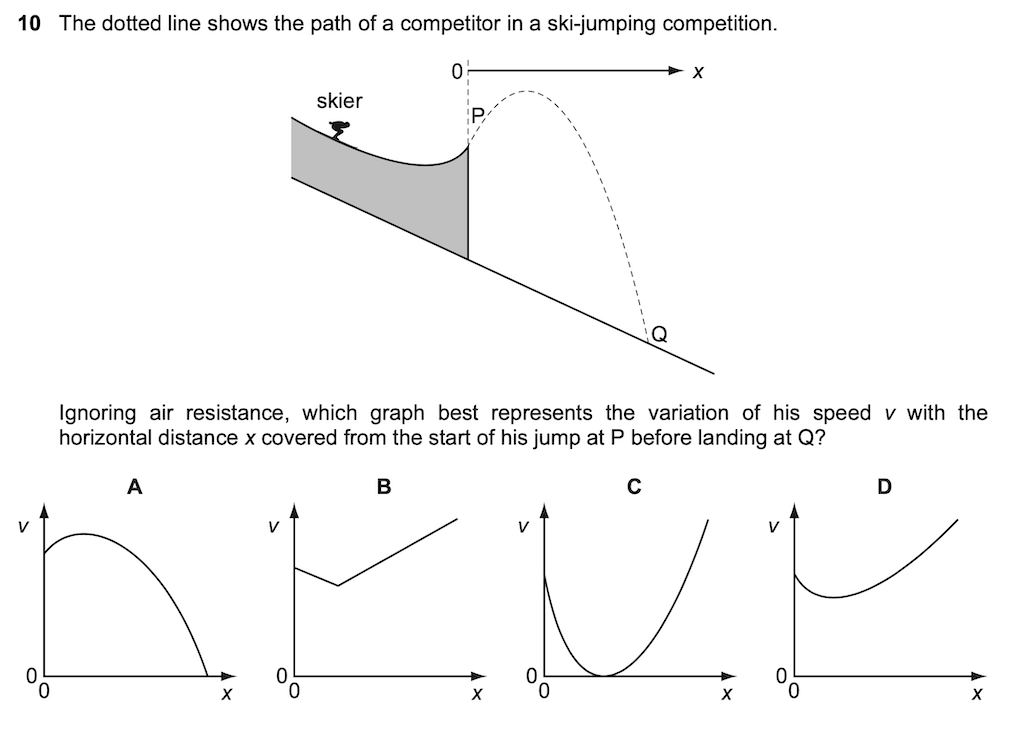 10 The dotted line shows the path of a competitor in a ski-jumping competition.
0 x
skier
P
Q
Ignoring air resistance, which graph best represents the variation of his speed v with the
horizontal distance x covered from the start of his jump at P before landing at Q?
A B C D
v v v v
0 0 0 0
0 x 0 x 0 x 0 x